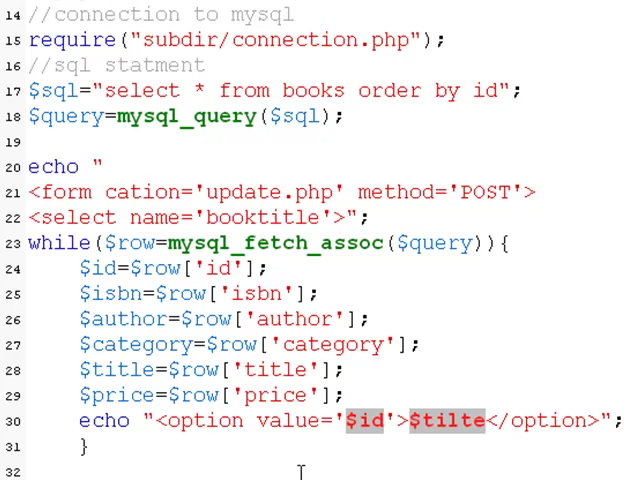 14 //connection to mysql
15 require("subdir/connection.php");
16 //sql statment
17 $sql="select * from books order by id";
18 $query=mysql_query($sql);
19
20 echo "
21 <form cation='update.php' method='POST'>
22 <select name='booktitle'>";
23 while($row=mysql_fetch_assoc($query)){
24 $id=$row['id'];
25 $isbn=$row['isbn'];
26 $author=$row['author'];
27 $category=$row['category'];
28 $title=$row['title'];
29 $price=$row['price'];
30 echo "<option value='$id'>$tilte</option>";
31 }
32